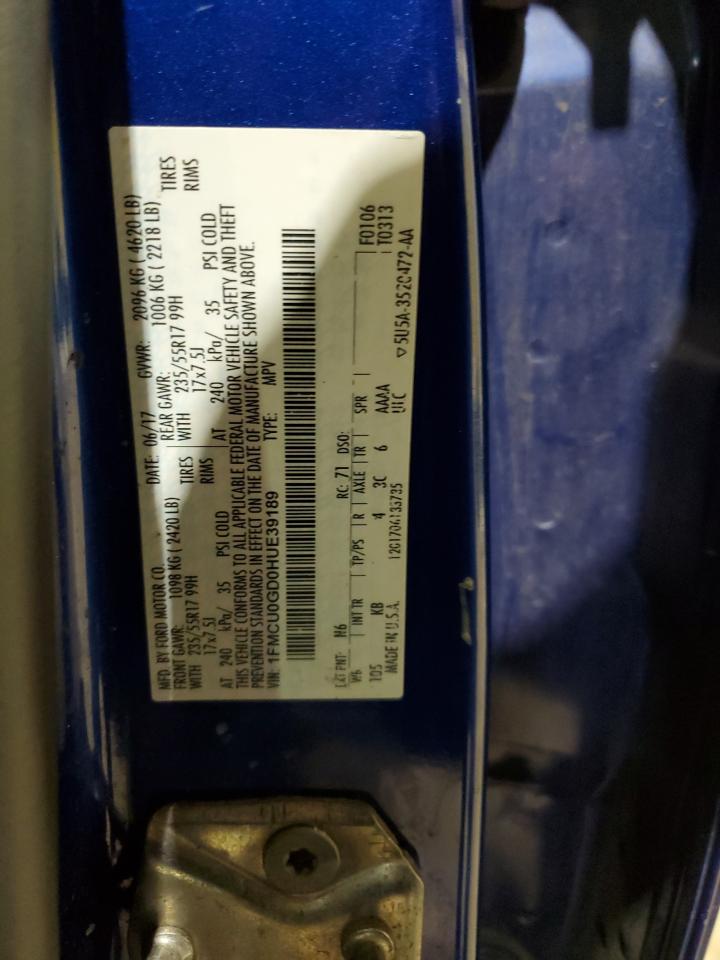 MFD. BY FORD MOTOR CO. DATE: 06/17 GVWR: 2096 KG ( 4620 LB)
FRONT GAWR: 1098 KG ( 2420 LB) REAR GAWR: 1006 KG ( 2218 LB)
WITH 235/55R17 99H TIRES WITH 235/55R17 99H TIRES
17x7.5J RIMS 17x7.5J RIMS
AT 240 kPa/ 35 PSI COLD AT 240 kPa/ 35 PSI COLD
THIS VEHICLE CONFORMS TO ALL APPLICABLE FEDERAL MOTOR VEHICLE SAFETY AND THEFT
PREVENTION STANDARDS IN EFFECT ON THE DATE OF MANUFACTURE SHOWN ABOVE.
VIN: 1FMCU0GD0HUE39189 TYPE: MPV
EXT PNT: H6 RC: 71 DSO: F0106
WB INT TR TP/PS R AXLE TR SPR T0313
105 KB 4 3C 6 AAAA
MADE IN U.S.A. UTC
▽5U5A-3520472-AA